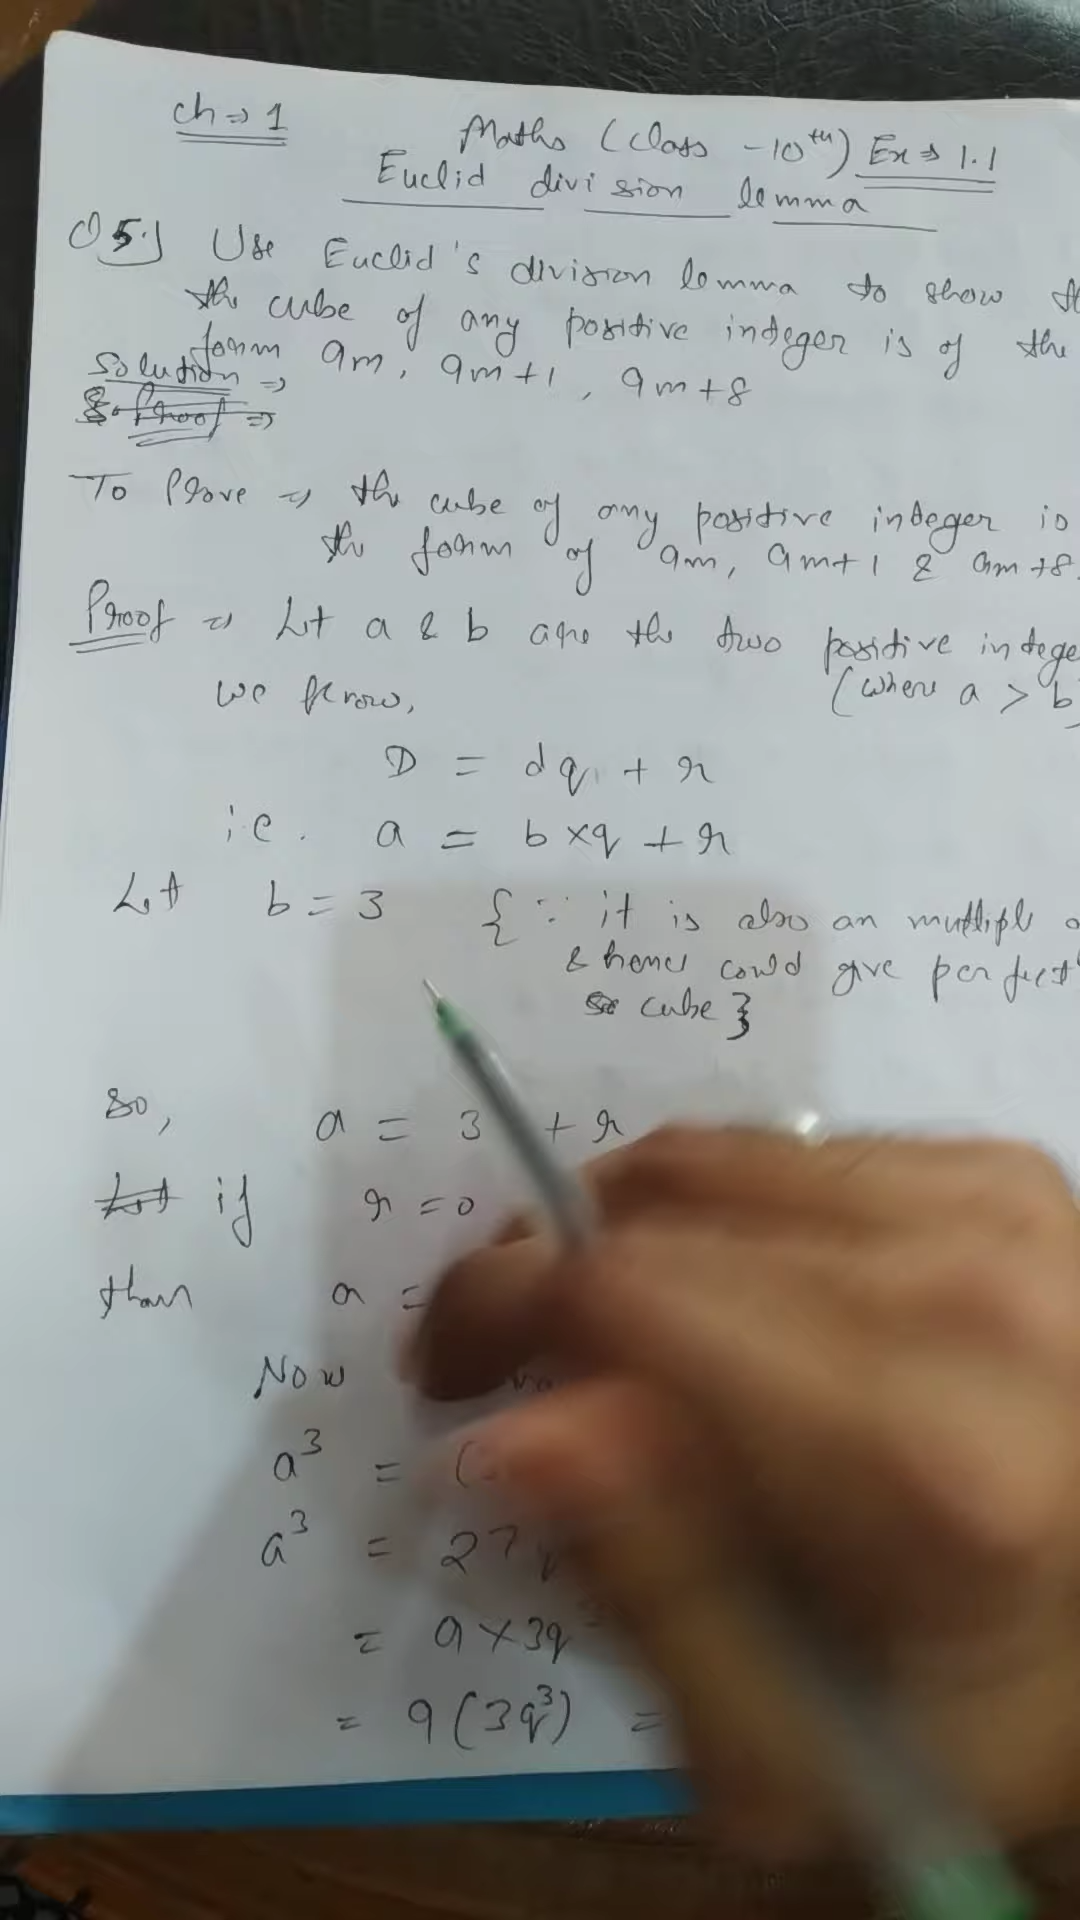 ch ⇒ 1
Maths (Class -10th) Ex ⇒ 1.1
Euclid division lemma
Q 5.) Use Euclid's division lemma to show
the cube of any positive integer is of the
form 9m, 9m+1, 9m+8
Solution ⇒
Proof ⇒
To Prove ⇒ the cube of any positive integer is
the form of 9m, 9m+1 & 9m+8.
Proof ⇒ Let a & b are the two positive intege
(where a > b)
we know,
D = dq + r
i.e. a = b×q + r
Let b = 3 {∵ it is also an multiple
& hence could give perfect
cube}
So, a = 3 + r
Let if r = 0
than a =
Now
a³ = (
a³ = 27
= 9×3q
= 9(3q³) =